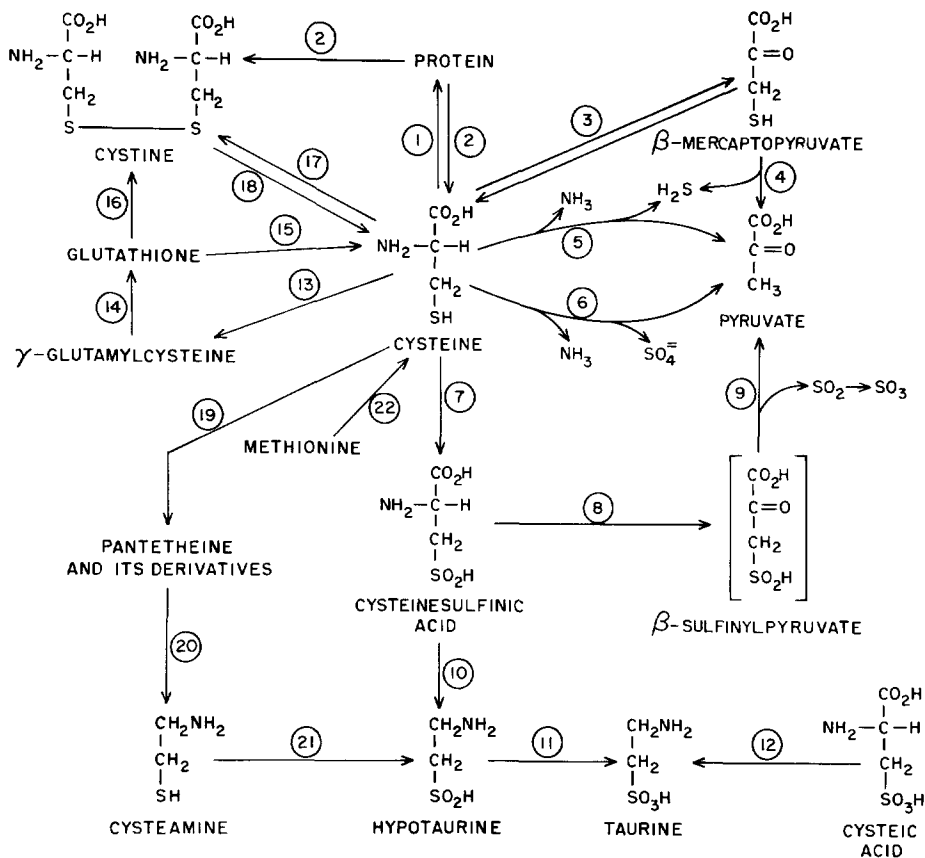 CO2H
NH2–C–H
CH2
S
CO2H
NH2–C–H
CH2
S
CYSTINE
2
PROTEIN
1
2
3
CO2H
C=O
CH2
SH
β-MERCAPTOPYRUVATE
4
H2S
17
18
16
GLUTATHIONE
15
14
13
γ-GLUTAMYLCYSTEINE
CO2H
NH2–C–H
CH2
SH
CYSTEINE
NH3
5
6
NH3
SO4=
CO2H
C=O
CH3
PYRUVATE
19
METHIONINE
22
7
9
SO2→SO3
PANTETHEINE
AND ITS DERIVATIVES
CO2H
NH2–C–H
CH2
SO2H
CYSTEINESULFINIC
ACID
8
CO2H
C=O
CH2
SO2H
β-SULFINYLPYRUVATE
20
10
CH2NH2
CH2
SH
CYSTEAMINE
21
CH2NH2
CH2
SO2H
HYPOTAURINE
11
CH2NH2
CH2
SO3H
TAURINE
12
CO2H
NH2–C–H
CH2
SO3H
CYSTEIC
ACID